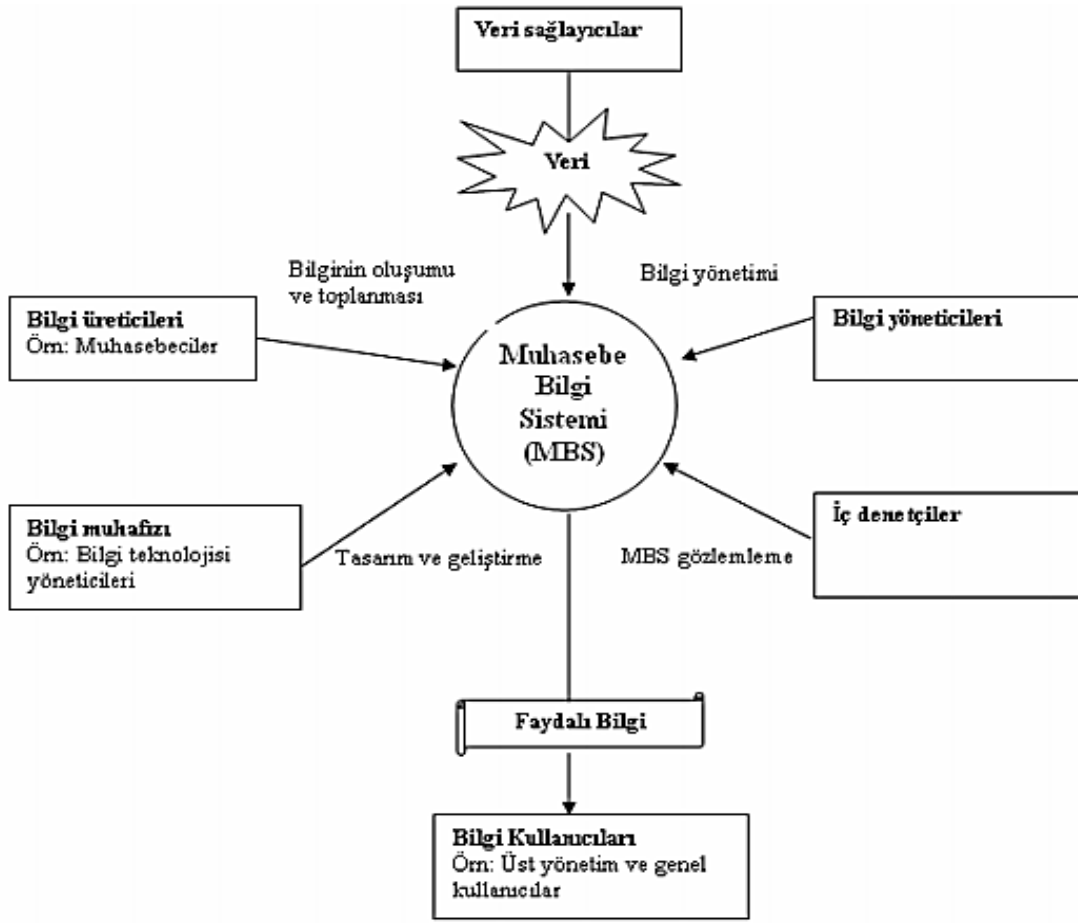 Veri sağlayıcılar
Veri
Bilginin oluşumu
ve toplanması
Bilgi yönetimi
Bilgi üreticileri
Örn: Muhasebeciler
Muhasebe
Bilgi
Sistemi
(MBS)
Bilgi yöneticileri
Bilgi muhafızı
Örn: Bilgi teknolojisi
yöneticileri
Tasarım ve geliştirme
MBS gözlemleme
İç denetçiler
Faydalı Bilgi
Bilgi Kullanıcıları
Örn: Üst yönetim ve genel
kullanıcılar